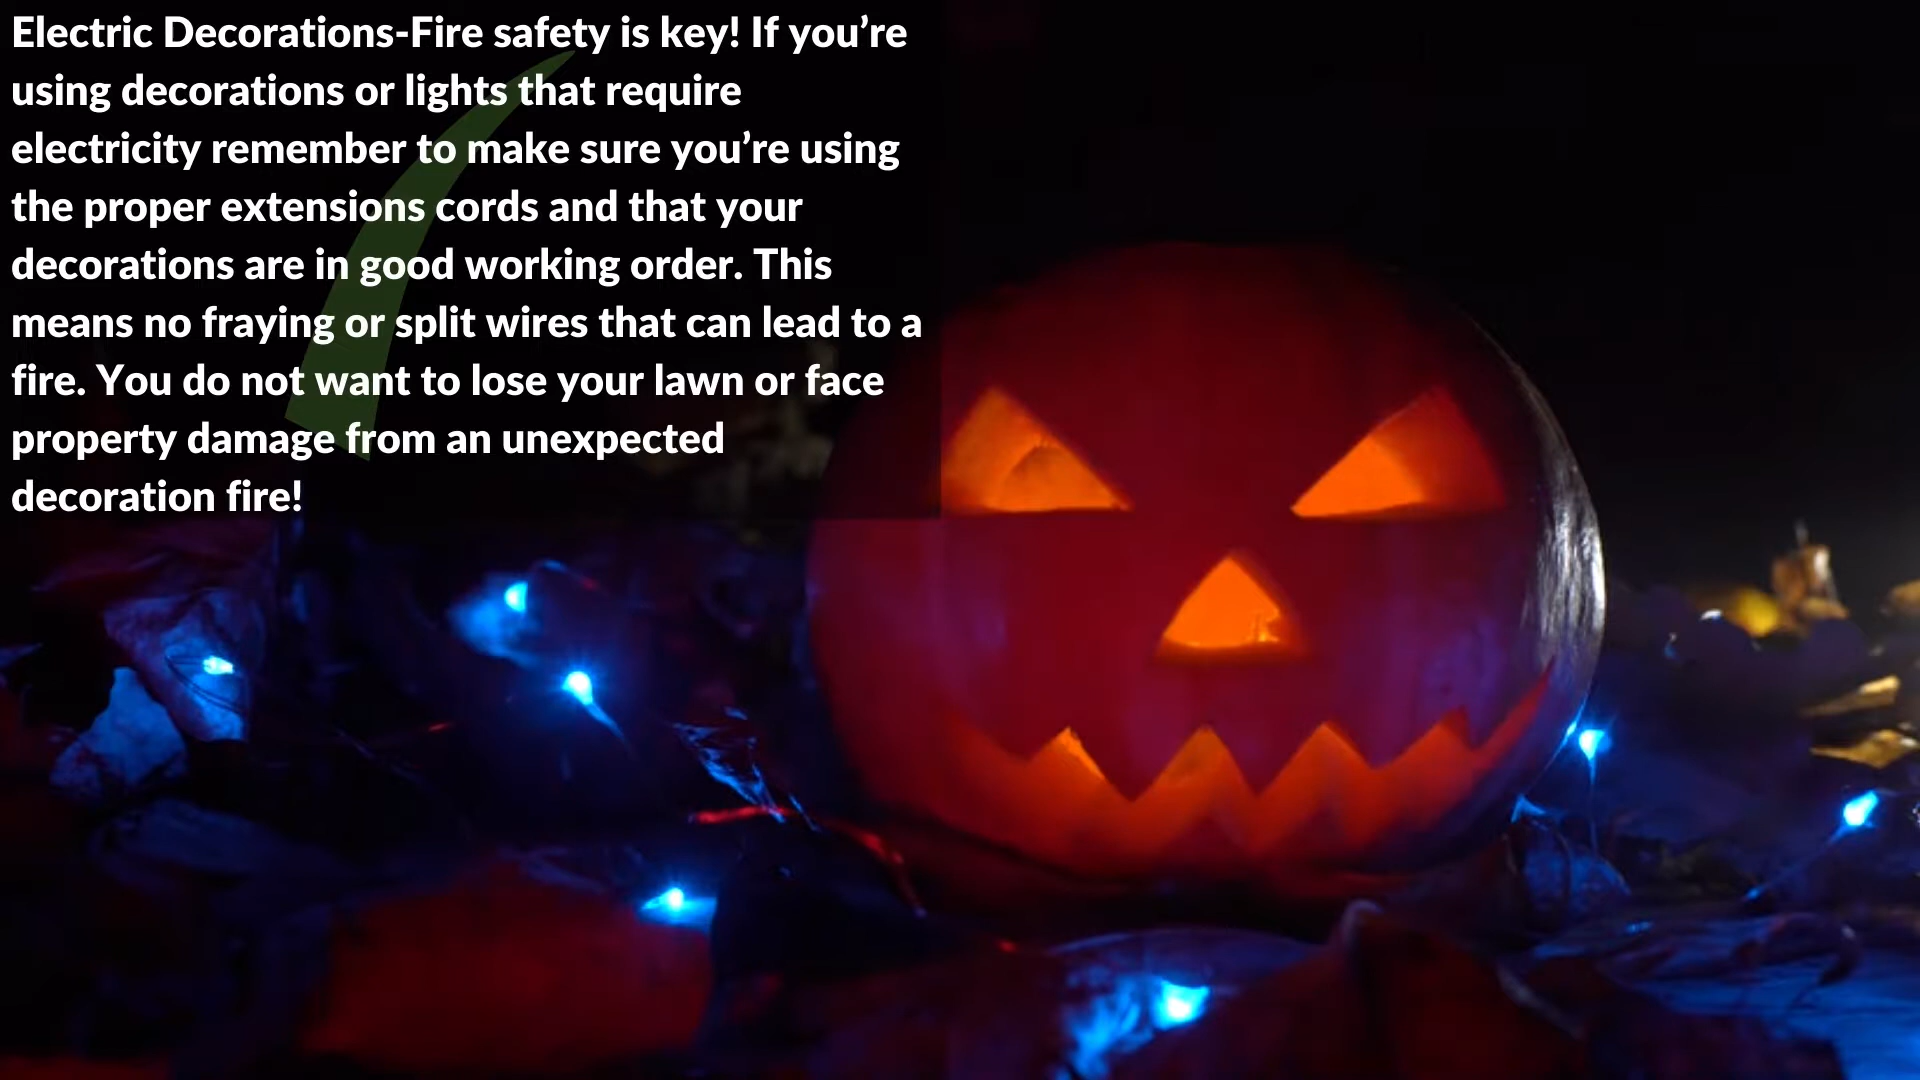 Electric Decorations-Fire safety is key! If you’re
using decorations or lights that require
electricity remember to make sure you’re using
the proper extensions cords and that your
decorations are in good working order. This
means no fraying or split wires that can lead to a
fire. You do not want to lose your lawn or face
property damage from an unexpected
decoration fire!